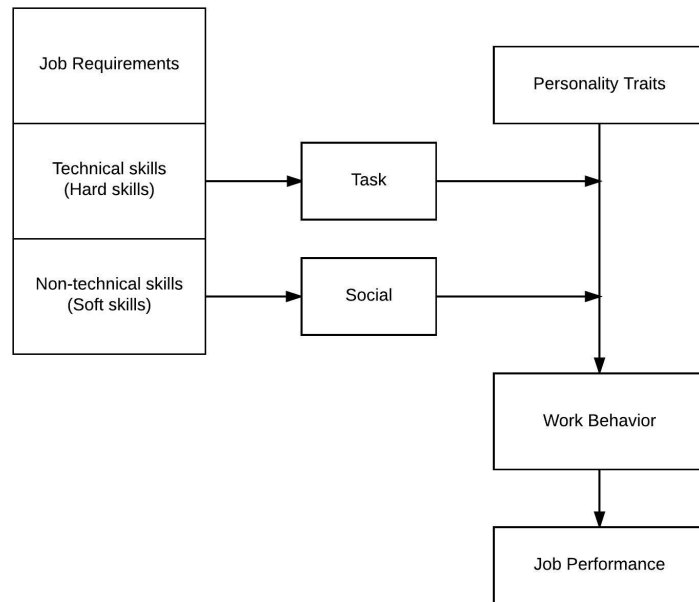 Job Requirements
Personality Traits
Technical skills
(Hard skills)
Task
Non-technical skills
(Soft skills)
Social
Work Behavior
Job Performance